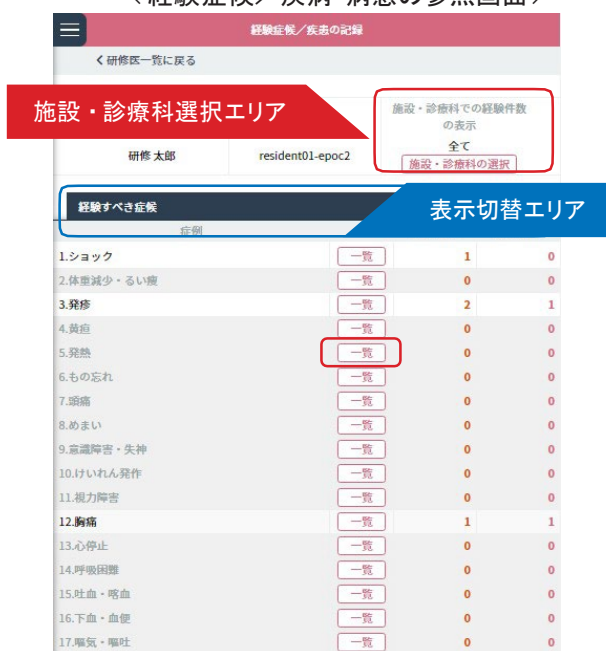 ＜経験症候／疾病・病態の参照画面＞
経験症候／疾患の記録
研修医一覧に戻る
施設・診療科選択エリア
施設・診療科での経験件数
の表示
研修 太郎 resident01-epoc2 全て
施設・診療科の選択
経験すべき症候
表示切替エリア
症例
1.ショック 一覧 1 0
2.体重減少・るい痩 一覧 0 0
3.発疹 一覧 2 1
4.黄疸 一覧 0 0
5.発熱 一覧 0 0
6.もの忘れ 一覧 0 0
7.頭痛 一覧 0 0
8.めまい 一覧 0 0
9.意識障害・失神 一覧 0 0
10.けいれん発作 一覧 0 0
11.視力障害 一覧 0 0
12.胸痛 一覧 1 1
13.心停止 一覧 0 0
14.呼吸困難 一覧 0 0
15.吐血・喀血 一覧 0 0
16.下血・血便 一覧 0 0
17.嘔気・嘔吐 一覧 0 0